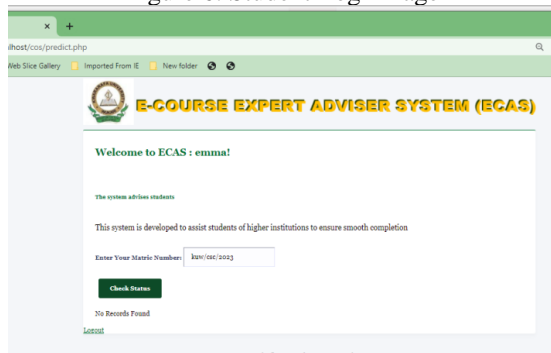 × +
lhost/cos/predict.php
Web Slice Gallery Imported From IE New folder
E-COURSE EXPERT ADVISER SYSTEM (ECAS)
Welcome to ECAS : emma!
The system advises students
This system is developed to assist students of higher institutions to ensure smooth completion
Enter Your Matric Number: kuw/csc/2023
Check Status
No Records Found
Logout